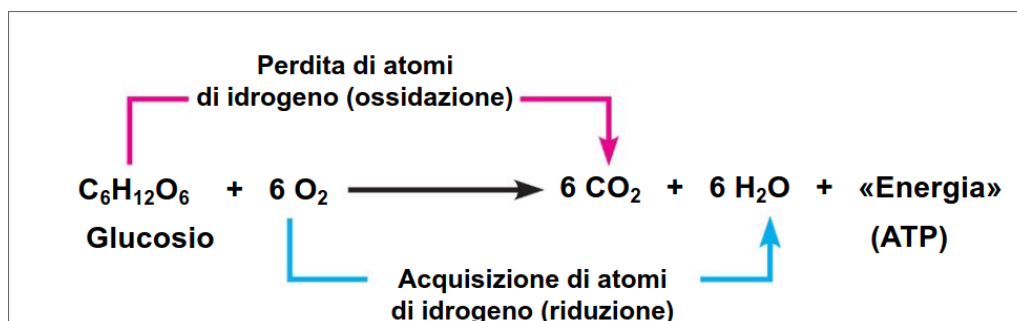 Perdita di atomi
di idrogeno (ossidazione)
C₆H₁₂O₆ + 6 O₂ 6 CO₂ + 6 H₂O + «Energia»
Glucosio (ATP)
Acquisizione di atomi
di idrogeno (riduzione)